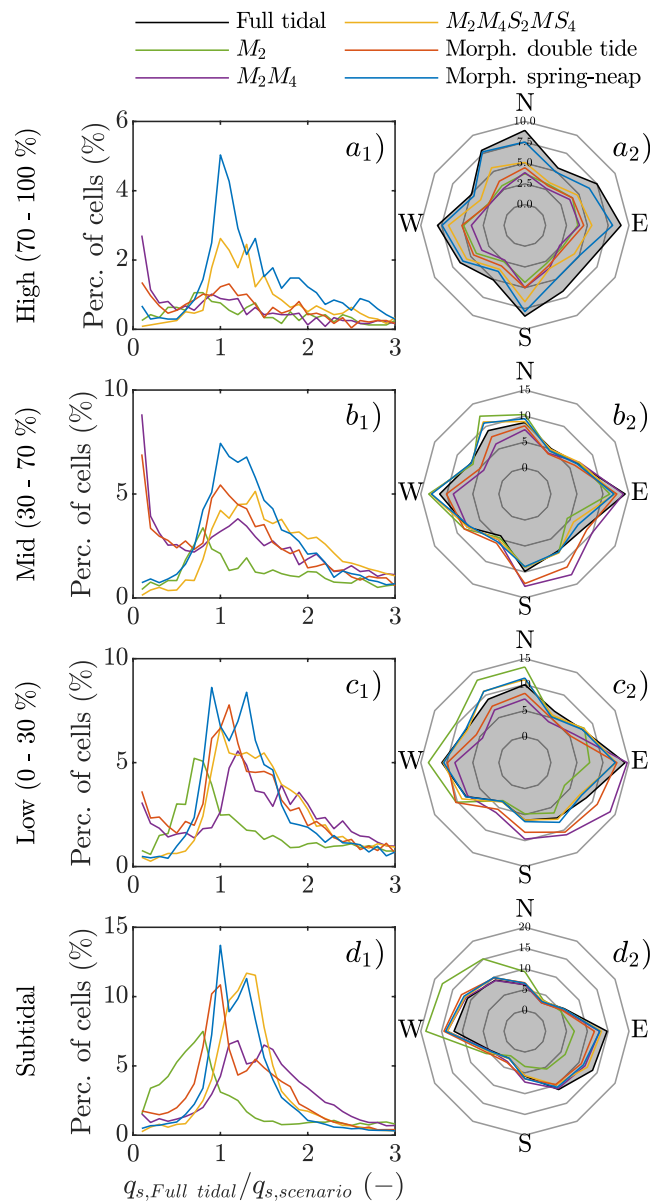 Full tidal
M₂M₄S₂MS₄
M₂
Morph. double tide
M₂M₄
Morph. spring-neap
High (70 - 100 %)
Perc. of cells (%)
6
4
2
0
0 1 2 3
a₁)
a₂)
N
W E
S
10.0
7.5
5.0
2.5
0.0
Mid (30 - 70 %)
Perc. of cells (%)
10
5
0
0 1 2 3
b₁)
b₂)
N
W E
S
15
10
5
0
Low (0 - 30 %)
Perc. of cells (%)
10
5
0
0 1 2 3
c₁)
c₂)
N
W E
S
15
10
5
0
Subtidal
Perc. of cells (%)
15
10
5
0
0 1 2 3
d₁)
d₂)
N
W E
S
20
15
10
5
0
qs,Full tidal/qs,scenario (−)